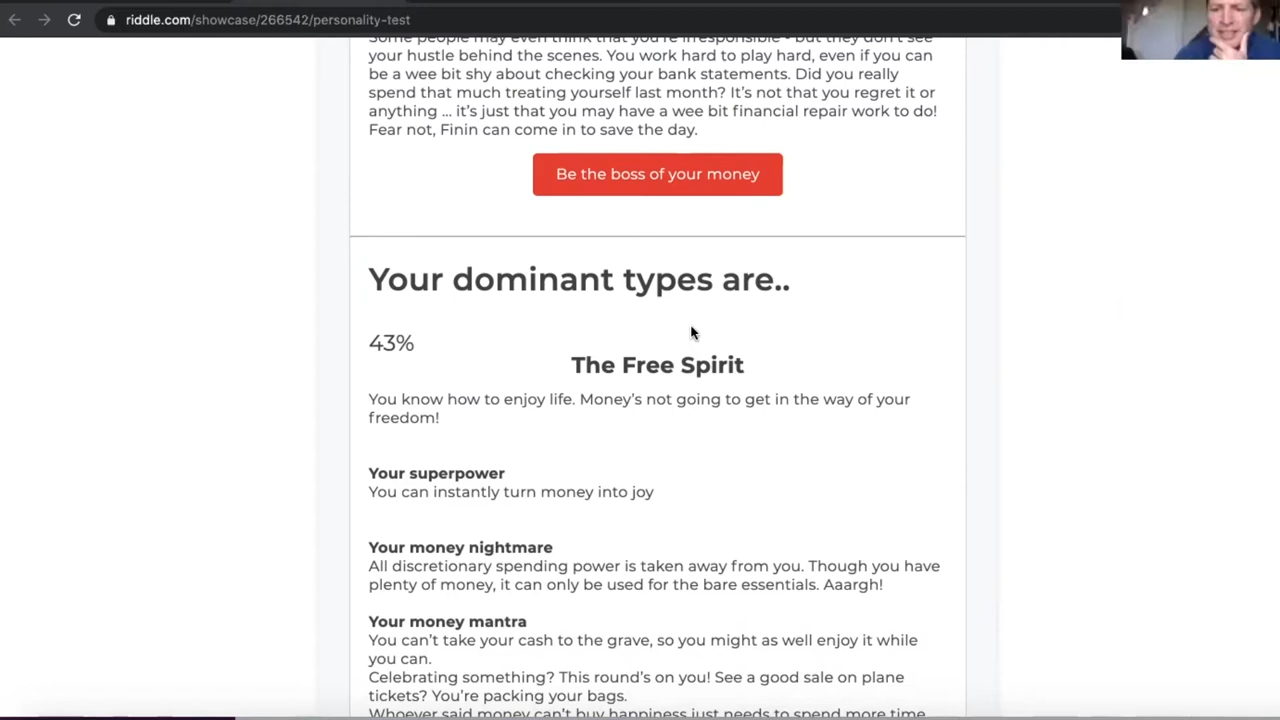 riddle.com/showcase/266542/personality-test
Some people may even think that you're irresponsible - but they don't see
your hustle behind the scenes. You work hard to play hard, even if you can
be a wee bit shy about checking your bank statements. Did you really
spend that much treating yourself last month? It's not that you regret it or
anything ... it's just that you may have a wee bit financial repair work to do!
Fear not, Finin can come in to save the day.
Be the boss of your money
Your dominant types are..
43%
The Free Spirit
You know how to enjoy life. Money's not going to get in the way of your
freedom!
Your superpower
You can instantly turn money into joy
Your money nightmare
All discretionary spending power is taken away from you. Though you have
plenty of money, it can only be used for the bare essentials. Aaargh!
Your money mantra
You can't take your cash to the grave, so you might as well enjoy it while
you can.
Celebrating something? This round's on you! See a good sale on plane
tickets? You're packing your bags.
Whoever said money can't buy happiness just needs to spend more time